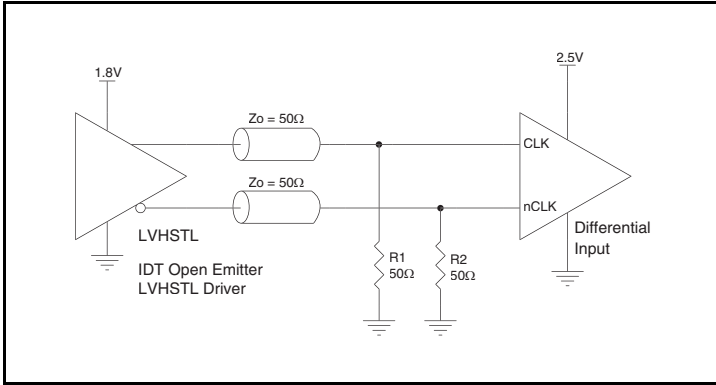 1.8V
2.5V
Zo = 50Ω
CLK
Zo = 50Ω
nCLK
LVHSTL
IDT Open Emitter
LVHSTL Driver
R1
50Ω
R2
50Ω
Differential
Input